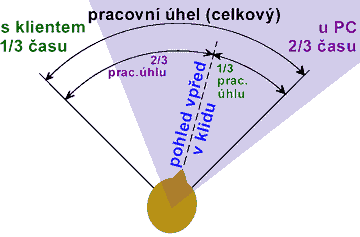 pracovní úhel (celkový)
s klientem
1/3 času
u PC
2/3 času
2/3
prac.úhlu
1/3
prac.
úhlu
pohled vpřed
v klidu